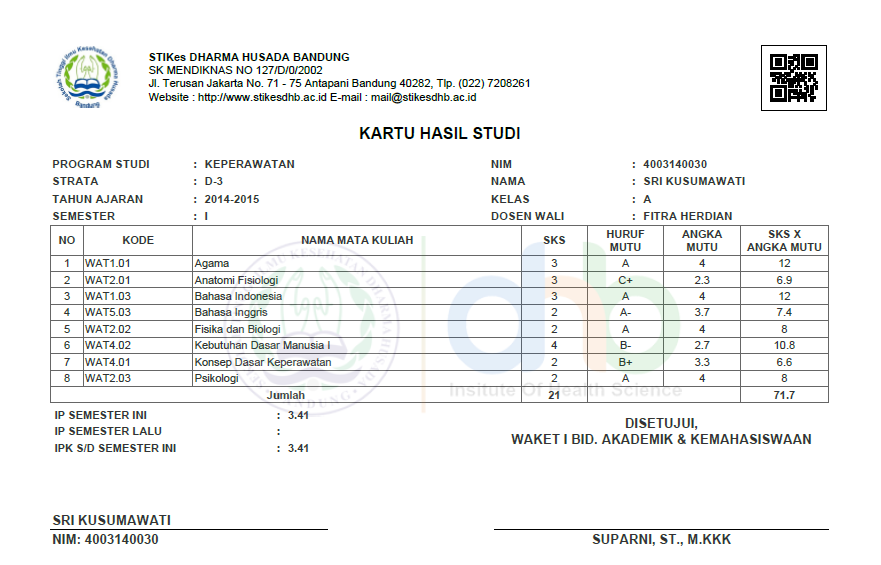 STIKes DHARMA HUSADA BANDUNG
SK MENDIKNAS NO 127/D/0/2002
Jl. Terusan Jakarta No. 71 - 75 Antapani Bandung 40282, Tlp. (022) 7208261
Website : http://www.stikesdhb.ac.id E-mail : mail@stikesdhb.ac.id
Sekolah Tinggi Ilmu Kesehatan Dharma Husada
Bandung
KARTU HASIL STUDI
PROGRAM STUDI : KEPERAWATAN NIM : 4003140030
STRATA : D-3 NAMA : SRI KUSUMAWATI
TAHUN AJARAN : 2014-2015 KELAS : A
SEMESTER : I DOSEN WALI : FITRA HERDIAN
NO KODE NAMA MATA KULIAH SKS HURUF MUTU ANGKA MUTU SKS X ANGKA MUTU
1 WAT1.01 Agama 3 A 4 12
2 WAT2.01 Anatomi Fisiologi 3 C+ 2.3 6.9
3 WAT1.03 Bahasa Indonesia 3 A 4 12
4 WAT5.03 Bahasa Inggris 2 A- 3.7 7.4
5 WAT2.02 Fisika dan Biologi 2 A 4 8
6 WAT4.02 Kebutuhan Dasar Manusia I 4 B- 2.7 10.8
7 WAT4.01 Konsep Dasar Keperawatan 2 B+ 3.3 6.6
8 WAT2.03 Psikologi 2 A 4 8
Jumlah 21 71.7
dhb
Insitute Of Health Science
IP SEMESTER INI : 3.41
IP SEMESTER LALU :
IPK S/D SEMESTER INI : 3.41
DISETUJUI,
WAKET I BID. AKADEMIK & KEMAHASISWAAN
SRI KUSUMAWATI
NIM: 4003140030
SUPARNI, ST., M.KKK